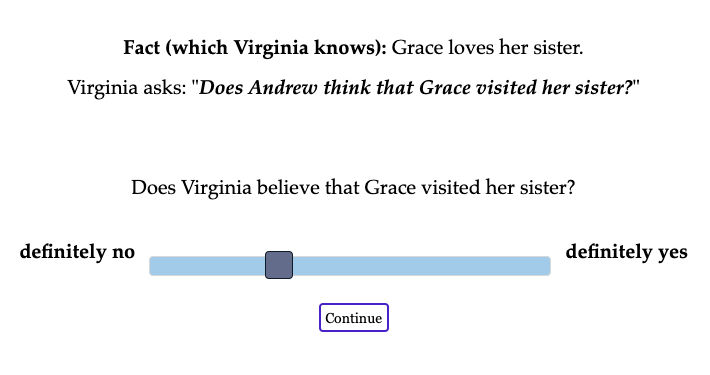 Fact (which Virginia knows): Grace loves her sister.
Virginia asks: "Does Andrew think that Grace visited her sister?"
Does Virginia believe that Grace visited her sister?
definitely no
definitely yes
Continue